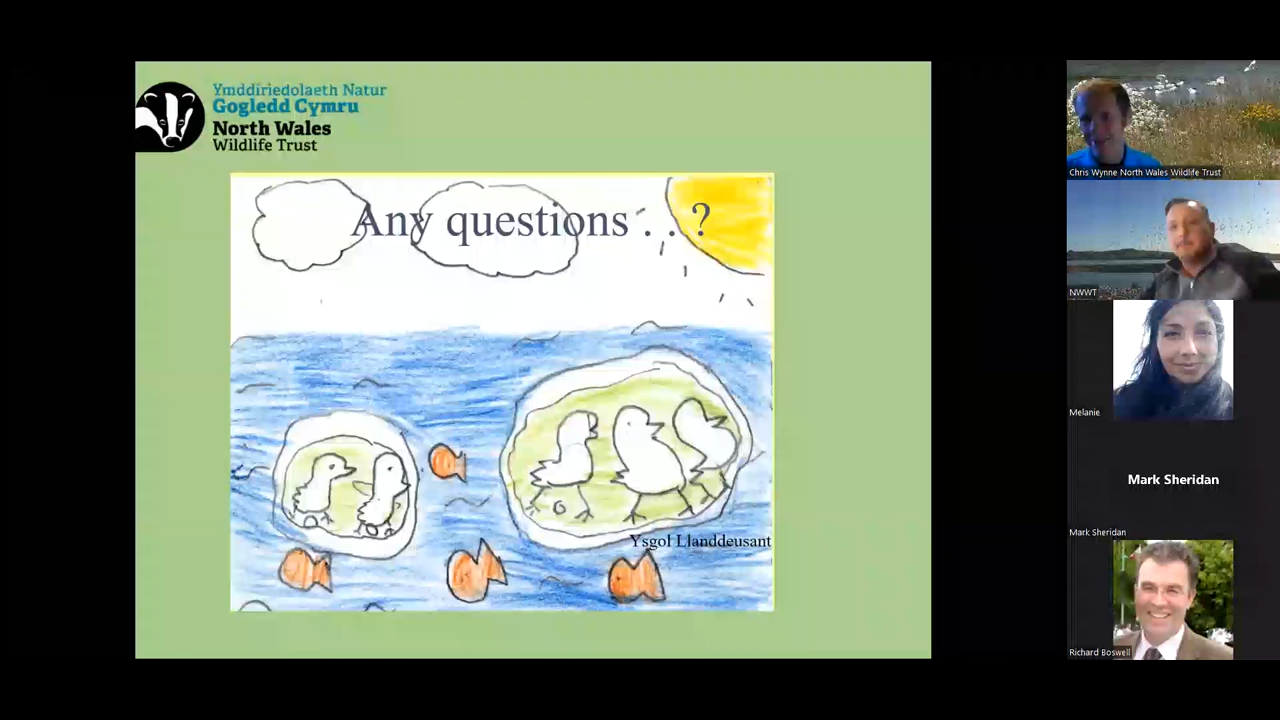 Ymddiriedolaeth Natur
Gogledd Cymru
North Wales
Wildlife Trust
Any questions . . ?
Ysgol Llanddeusant
Chris Wynne North Wales Wildlife Trust
NWWT
Melanie
Mark Sheridan
Mark Sheridan
Richard Boswell